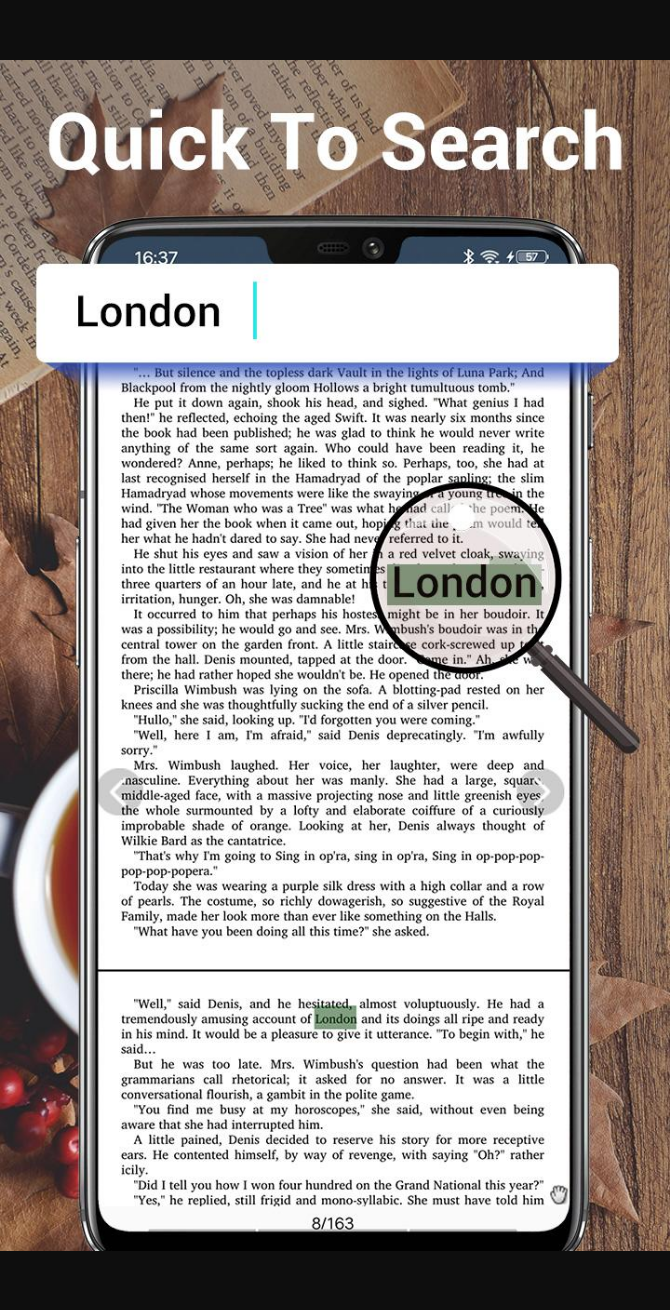 Quick To Search
16:37
57
London
"... But silence and the topless dark Vault in the lights of Luna Park; And
Blackpool from the nightly gloom Hollows a bright tumultuous tomb."
He put it down again, shook his head, and sighed. "What genius I had
then!" he reflected, echoing the aged Swift. It was nearly six months since
the book had been published; he was glad to think he would never write
anything of the same sort again. Who could have been reading it, he
wondered? Anne, perhaps; he liked to think so. Perhaps, too, she had at
last recognised herself in the Hamadryad of the poplar sapling; the slim
Hamadryad whose movements were like the swaying of a young tree in the
wind. "The Woman who was a Tree" was what he had called the poem. He
had given her the book when it came out, hoping that the poem would tell
her what he hadn't dared to say. She had never referred to it.
He shut his eyes and saw a vision of her in a red velvet cloak, swaying
into the little restaurant where they sometimes
three quarters of an hour late, and he at his London
irritation, hunger. Oh, she was damnable!
It occurred to him that perhaps his hostess might be in her boudoir. It
was a possibility; he would go and see. Mrs. Wimbush's boudoir was in the
central tower on the garden front. A little staircase cork-screwed up to
from the hall. Denis mounted, tapped at the door. "Come in." Ah, she was
there; he had rather hoped she wouldn't be. He opened the door.
Priscilla Wimbush was lying on the sofa. A blotting-pad rested on her
knees and she was thoughtfully sucking the end of a silver pencil.
"Hullo," she said, looking up. "I'd forgotten you were coming."
"Well, here I am, I'm afraid," said Denis deprecatingly. "I'm awfully
sorry."
Mrs. Wimbush laughed. Her voice, her laughter, were deep and
masculine. Everything about her was manly. She had a large, square,
middle-aged face, with a massive projecting nose and little greenish eyes,
the whole surmounted by a lofty and elaborate coiffure of a curiously
improbable shade of orange. Looking at her, Denis always thought of
Wilkie Bard as the cantatrice.
"That's why I'm going to Sing in op'ra, sing in op'ra, Sing in op-pop-pop-
pop-pop-popera."
Today she was wearing a purple silk dress with a high collar and a row
of pearls. The costume, so richly dowagerish, so suggestive of the Royal
Family, made her look more than ever like something on the Halls.
"What have you been doing all this time?" she asked.
"Well," said Denis, and he hesitated, almost voluptuously. He had a
tremendously amusing account of London and its doings all ripe and ready
in his mind. It would be a pleasure to give it utterance. "To begin with," he
said...
But he was too late. Mrs. Wimbush's question had been what the
grammarians call rhetorical; it asked for no answer. It was a little
conversational flourish, a gambit in the polite game.
"You find me busy at my horoscopes," she said, without even being
aware that she had interrupted him.
A little pained, Denis decided to reserve his story for more receptive
ears. He contented himself, by way of revenge, with saying "Oh?" rather
icily.
"Did I tell you how I won four hundred on the Grand National this year?"
"Yes," he replied, still frigid and mono-syllabic. She must have told him
8/163